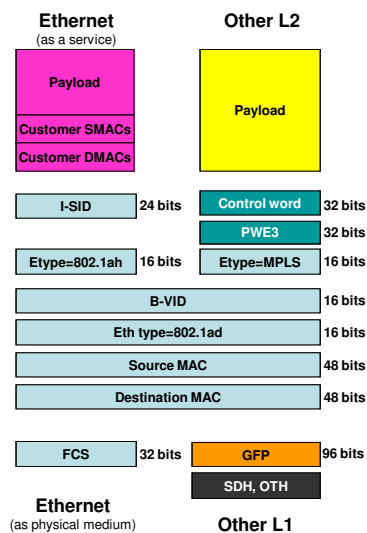 Ethernet
(as a service)
Other L2
Payload
Customer SMACs
Customer DMACs
Payload
I-SID 24 bits
Control word 32 bits
PWE3 32 bits
Etype=802.1ah 16 bits
Etype=MPLS 16 bits
B-VID 16 bits
Eth type=802.1ad 16 bits
Source MAC 48 bits
Destination MAC 48 bits
FCS 32 bits
GFP 96 bits
SDH, OTH
Ethernet
(as physical medium)
Other L1